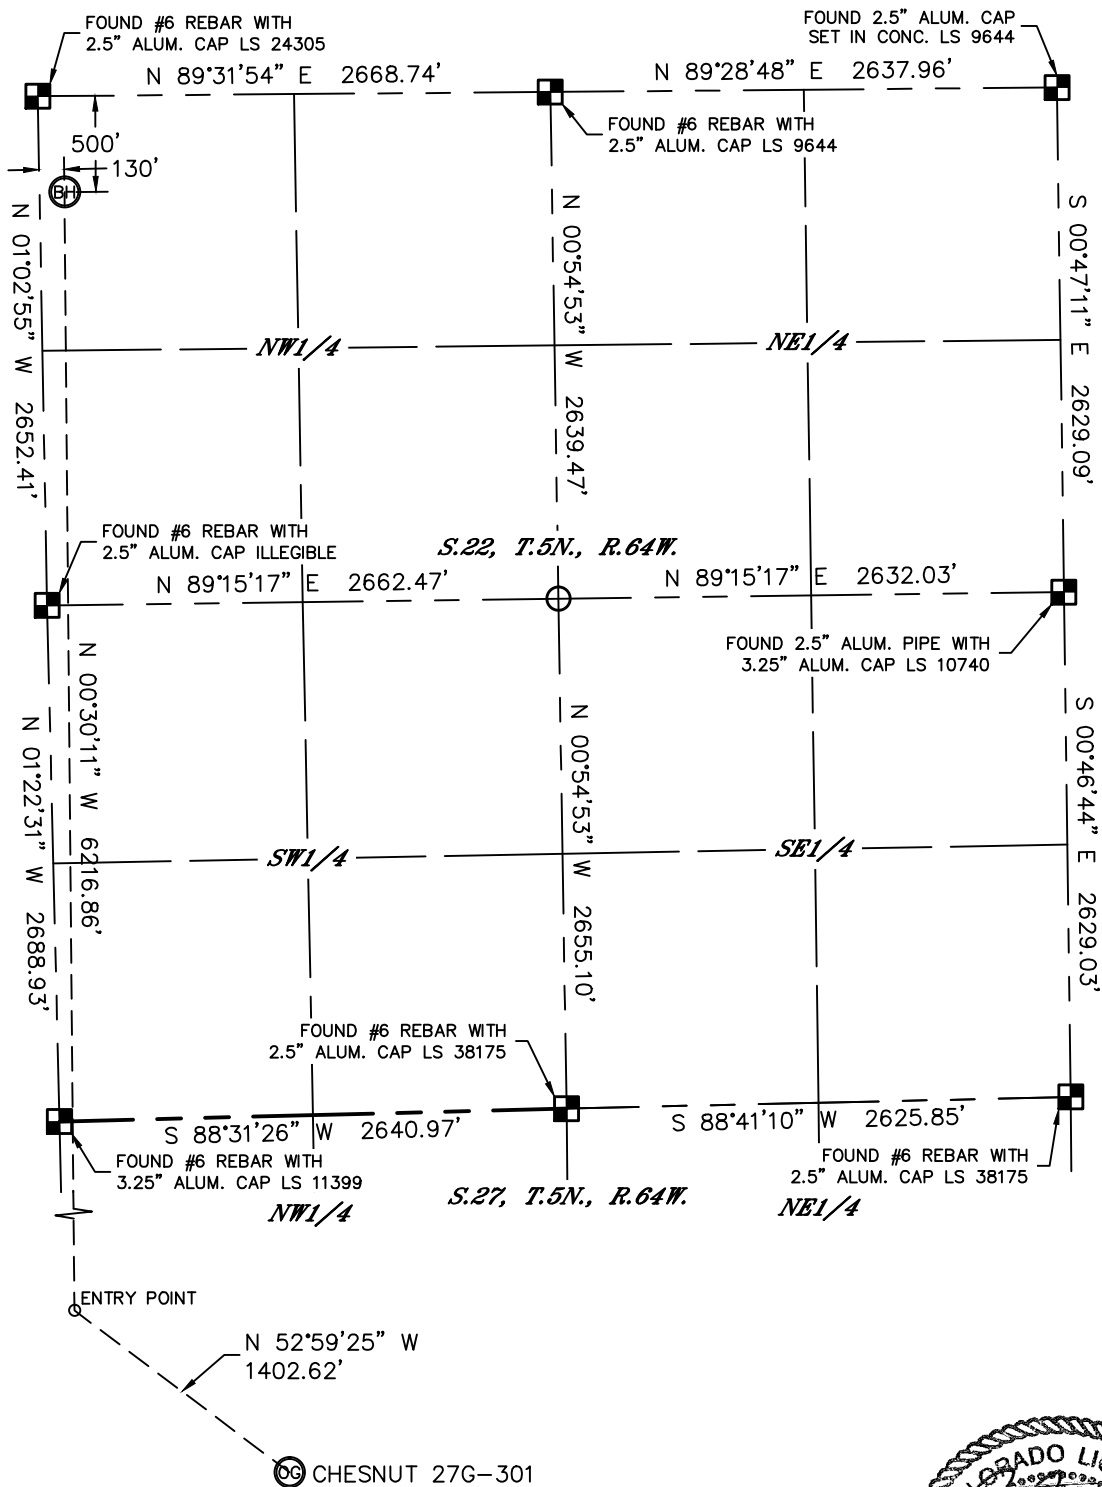 FOUND #6 REBAR WITH
2.5" ALUM. CAP LS 24305
FOUND 2.5" ALUM. CAP
SET IN CONC. LS 9644
N 89°31'54" E 2668.74'
N 89°28'48" E 2637.96'
FOUND #6 REBAR WITH
2.5" ALUM. CAP LS 9644
500'
130'
BH
N 01°02'55" W 2652.41'
N 00°54'53" W 2639.47'
S 00°47'11" E 2629.09'
NW1/4
NE1/4
FOUND #6 REBAR WITH
2.5" ALUM. CAP ILLEGIBLE
S.22, T.5N., R.64W.
N 89°15'17" E 2662.47'
N 89°15'17" E 2632.03'
FOUND 2.5" ALUM. PIPE WITH
3.25" ALUM. CAP LS 10740
N 00°30'11" W 6216.86'
N 01°22'31" W 2688.93'
N 00°54'53" W 2655.10'
S 00°46'44" E 2629.03'
SW1/4
SE1/4
FOUND #6 REBAR WITH
2.5" ALUM. CAP LS 38175
S 88°31'26" W 2640.97'
S 88°41'10" W 2625.85'
FOUND #6 REBAR WITH
3.25" ALUM. CAP LS 11399
FOUND #6 REBAR WITH
2.5" ALUM. CAP LS 38175
S.27, T.5N., R.64W.
NW1/4
NE1/4
ENTRY POINT
N 52°59'25" W
1402.62'
OG CHESNUT 27G-301